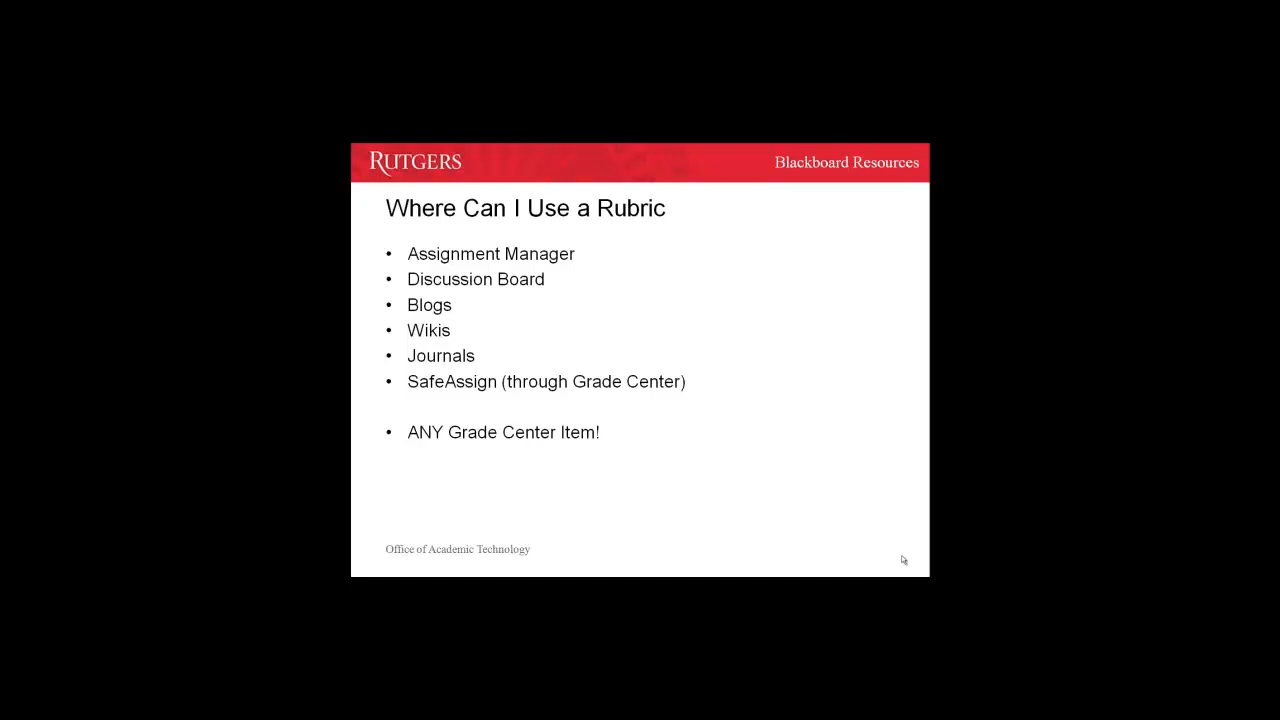 RUTGERS
Blackboard Resources
Where Can I Use a Rubric
• Assignment Manager
• Discussion Board
• Blogs
• Wikis
• Journals
• SafeAssign (through Grade Center)
• ANY Grade Center Item!
Office of Academic Technology